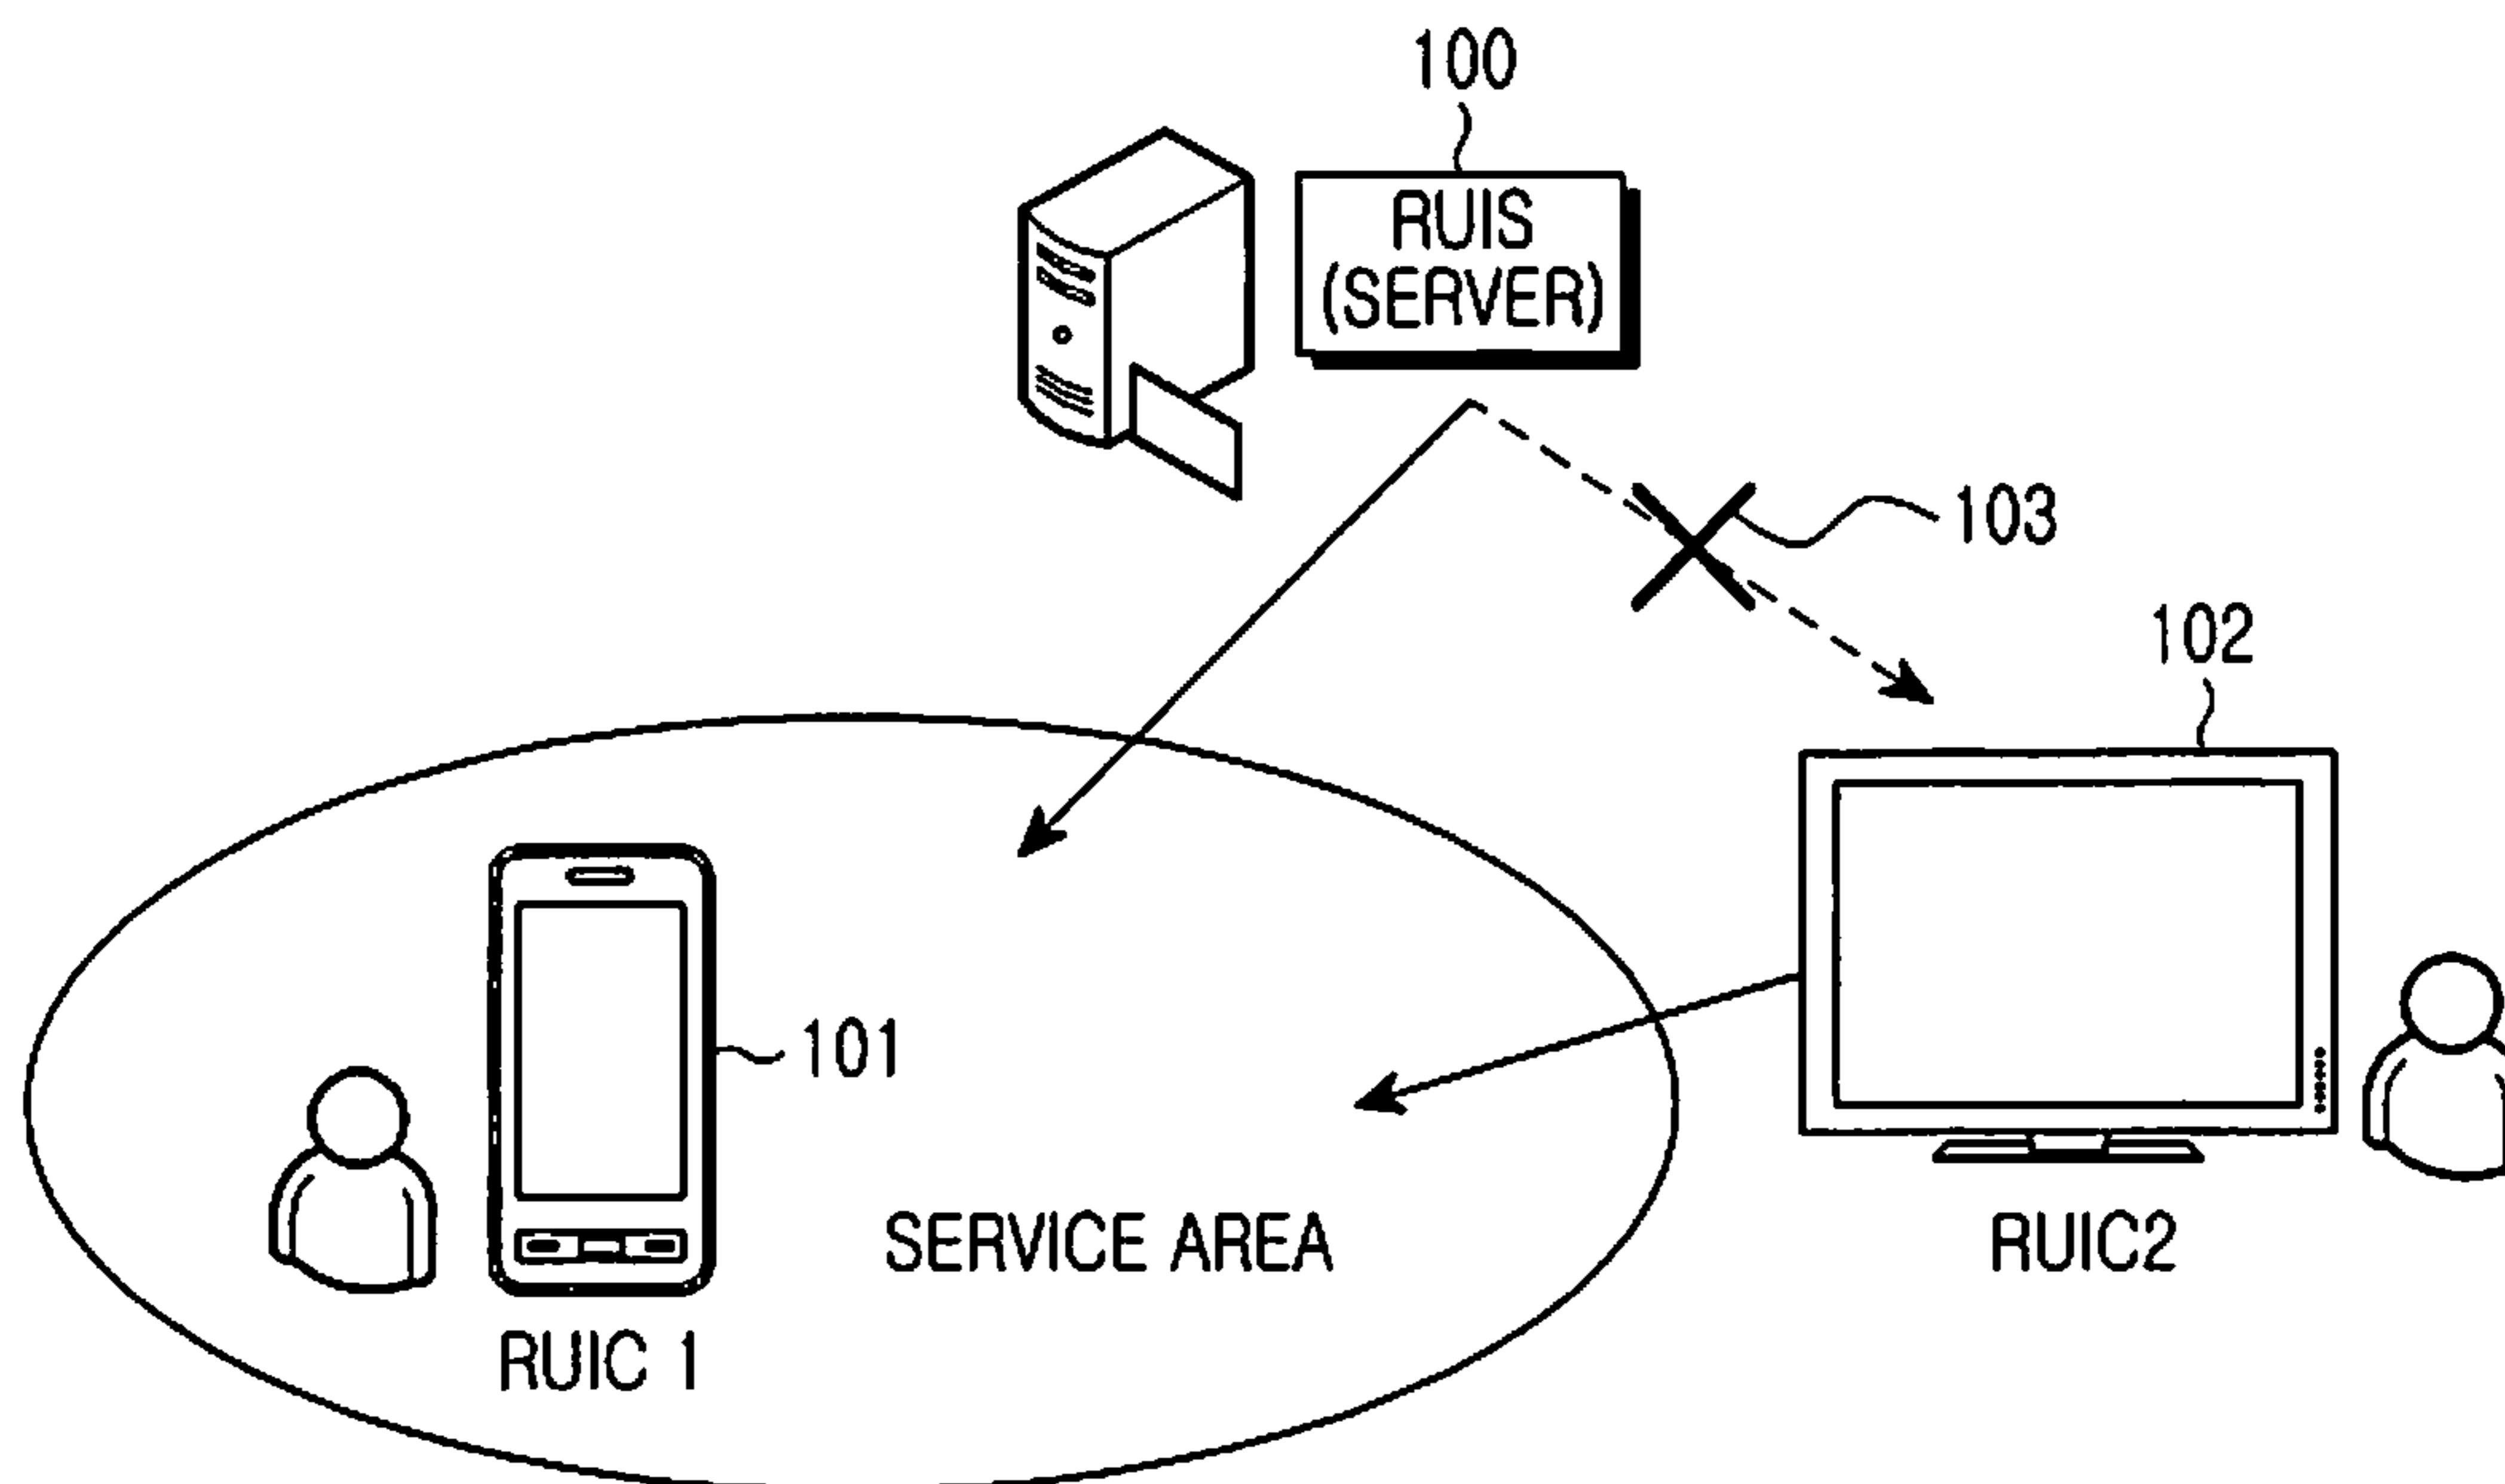 100
RUIS
(SERVER)
103
102
101
SERVICE AREA
RUIC2
RUIC 1